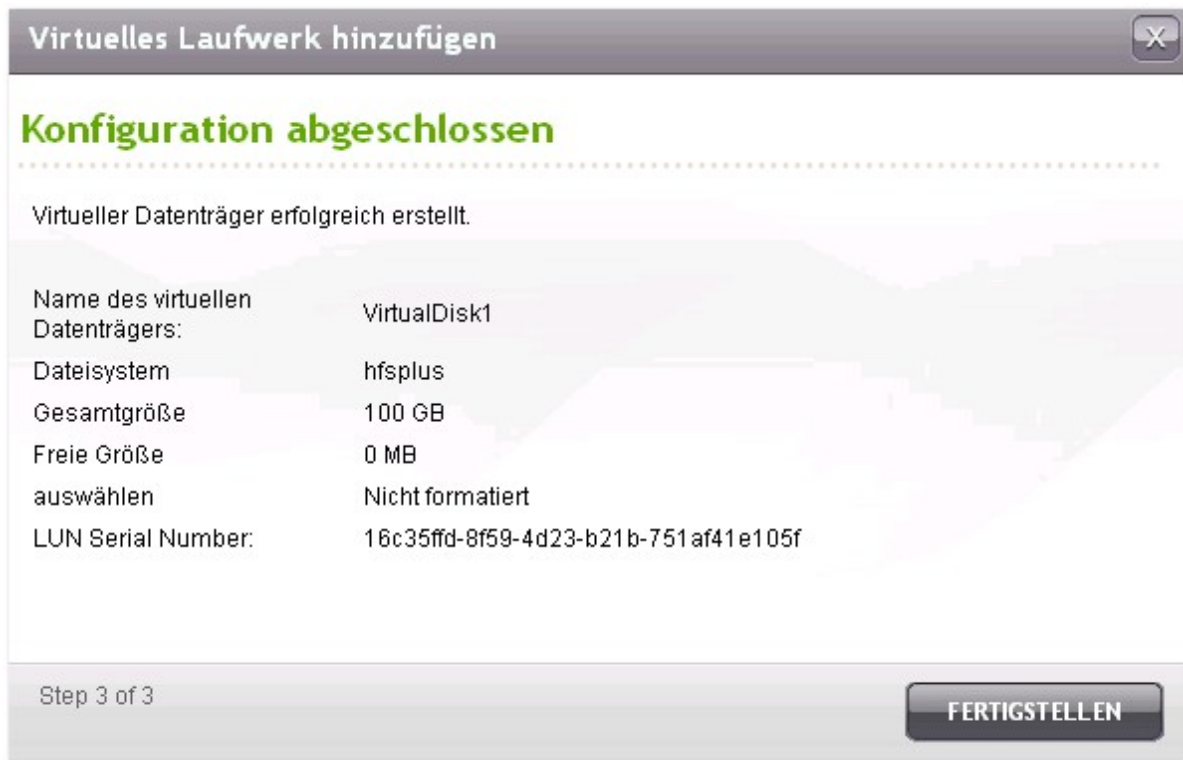 Virtuelles Laufwerk hinzufügen
X
Konfiguration abgeschlossen
Virtueller Datenträger erfolgreich erstellt.
Name des virtuellen
Datenträgers: VirtualDisk1
Dateisystem hfsplus
Gesamtgröße 100 GB
Freie Größe 0 MB
auswählen Nicht formatiert
LUN Serial Number: 16c35ffd-8f59-4d23-b21b-751af41e105f
Step 3 of 3
FERTIGSTELLEN